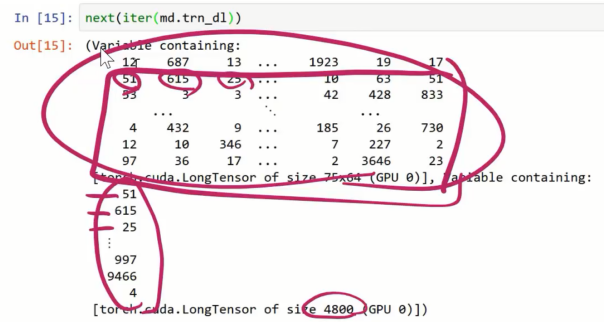 In [15]: next(iter(md.trn_dl))
Out[15]: (Variable containing:
12 687 13 ... 1923 19 17
51 615 25 ... 10 63 51
53 3 3 ... 42 428 833
... ⋱ ...
4 432 9 ... 185 26 730
12 10 346 ... 7 227 2
97 36 17 ... 2 3646 23
[torch.cuda.LongTensor of size 75x64 (GPU 0)], Variable containing:
51
615
25
⋮
997
9466
4
[torch.cuda.LongTensor of size 4800 (GPU 0)])